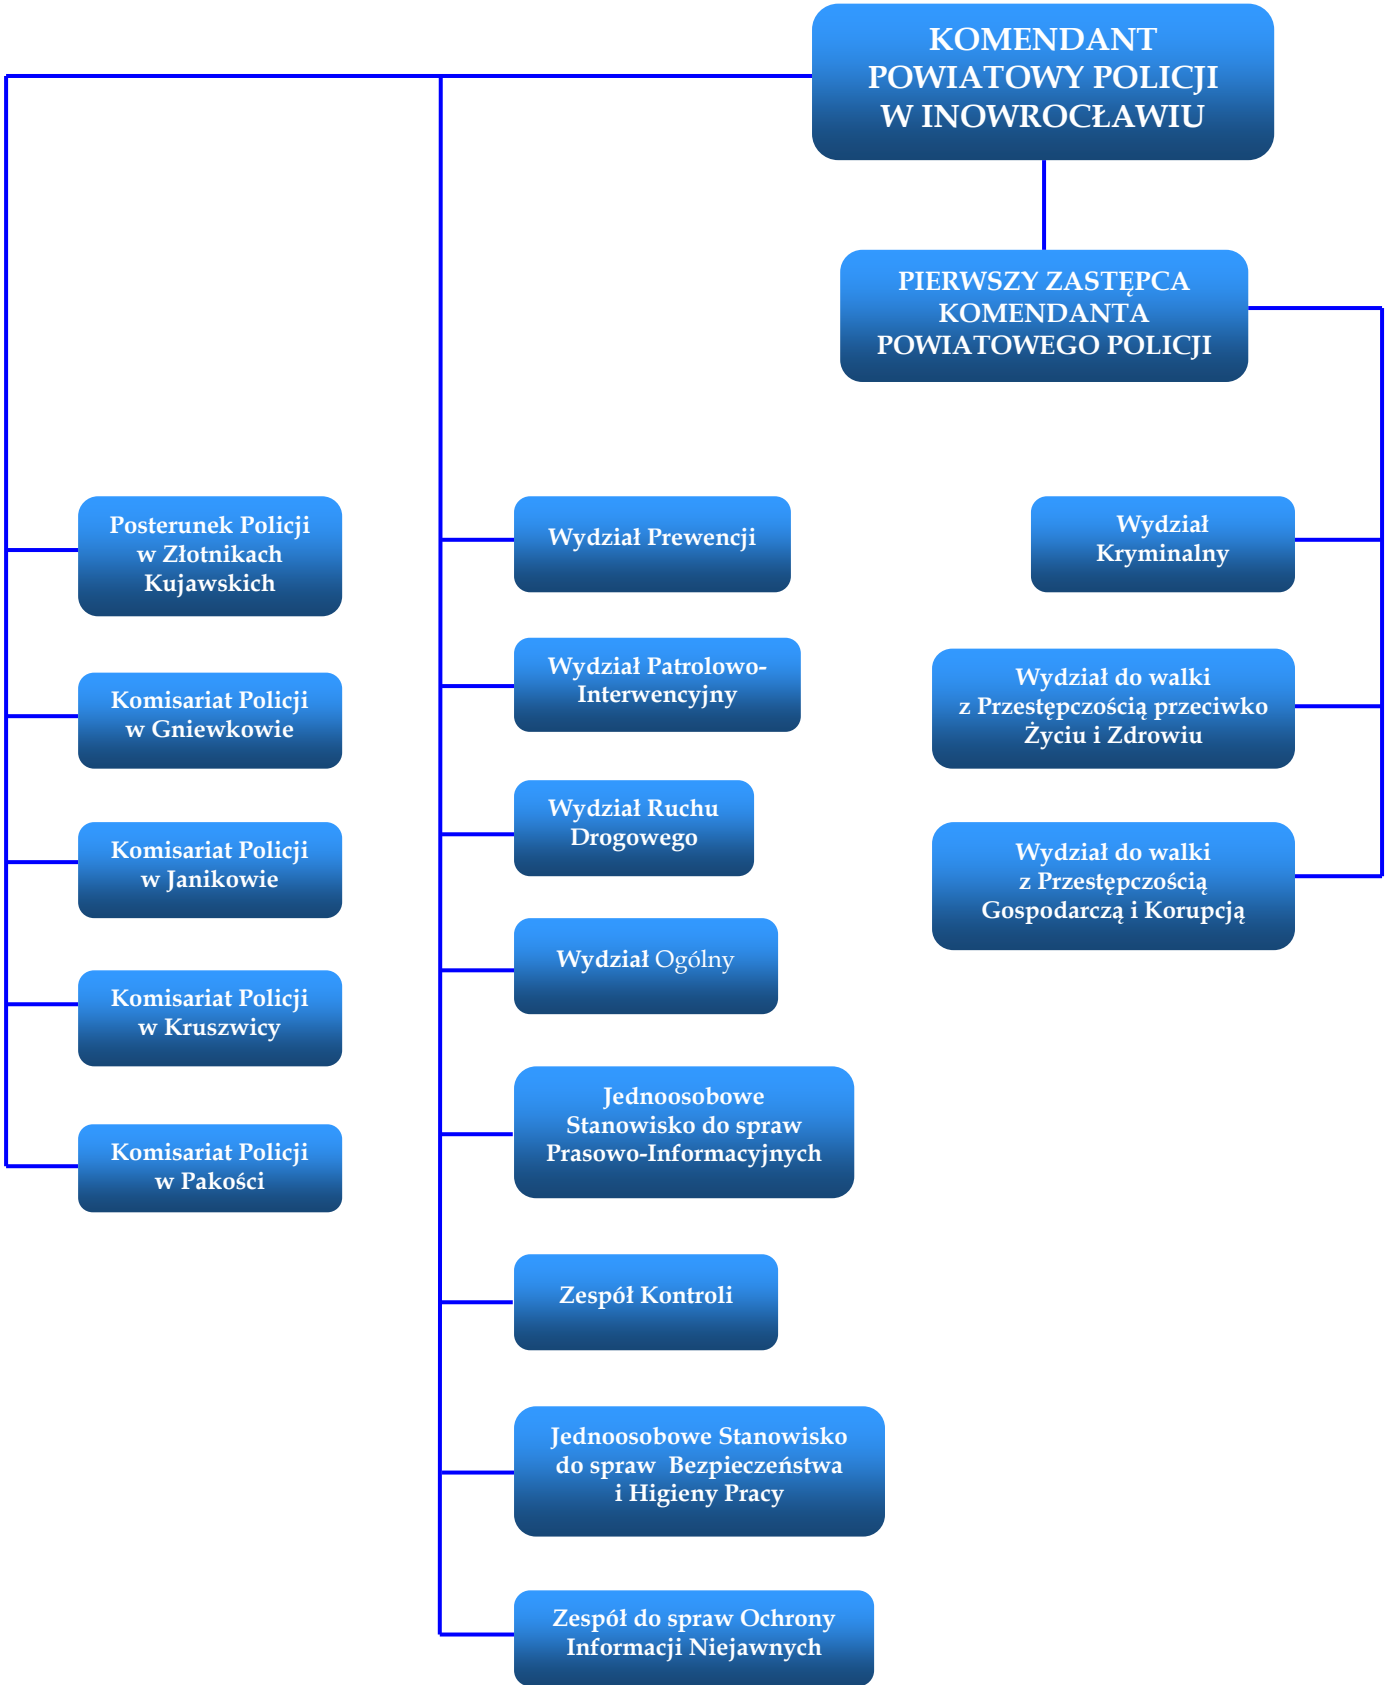 KOMENDANT
POWIATOWY POLICJI
W INOWROCŁAWIU
PIERWSZY ZASTĘPCA
KOMENDANTA
POWIATOWEGO POLICJI
Posterunek Policji
w Złotnikach
Kujawskich
Komisariat Policji
w Gniewkowie
Komisariat Policji
w Janikowie
Komisariat Policji
w Kruszwicy
Komisariat Policji
w Pakości
Wydział Prewencji
Wydział Patrolowo-
Interwencyjny
Wydział Ruchu
Drogowego
Wydział Ogólny
Jednoosobowe
Stanowisko do spraw
Prasowo-Informacyjnych
Zespół Kontroli
Jednoosobowe Stanowisko
do spraw  Bezpieczeństwa
i Higieny Pracy
Zespół do spraw Ochrony
Informacji Niejawnych
Wydział
Kryminalny
Wydział do walki
z Przestępczością przeciwko
Życiu i Zdrowiu
Wydział do walki
z Przestępczością
Gospodarczą i Korupcją